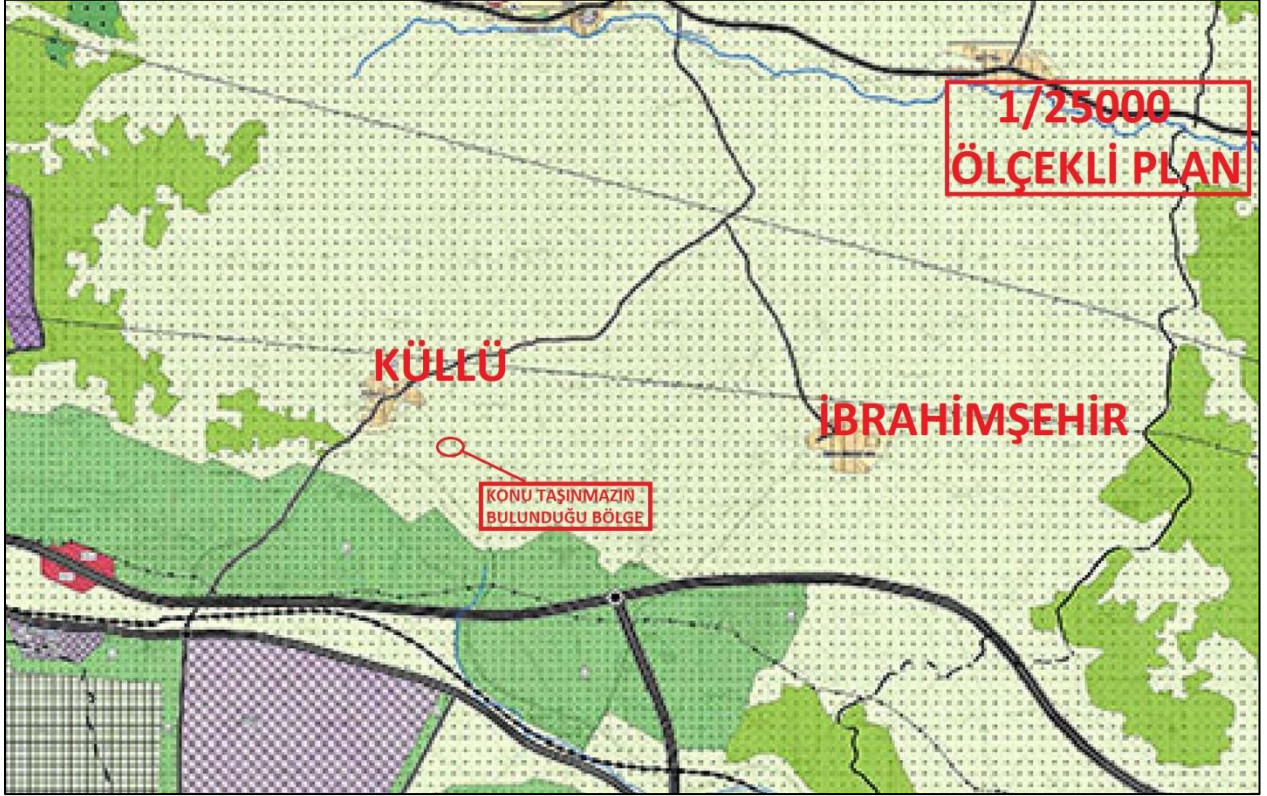 1/25000
ÖLÇEKLİ PLAN
KÜLLÜ
İBRAHİMŞEHİR
KONU TAŞINMAZIN
BULUNDUĞU BÖLGE